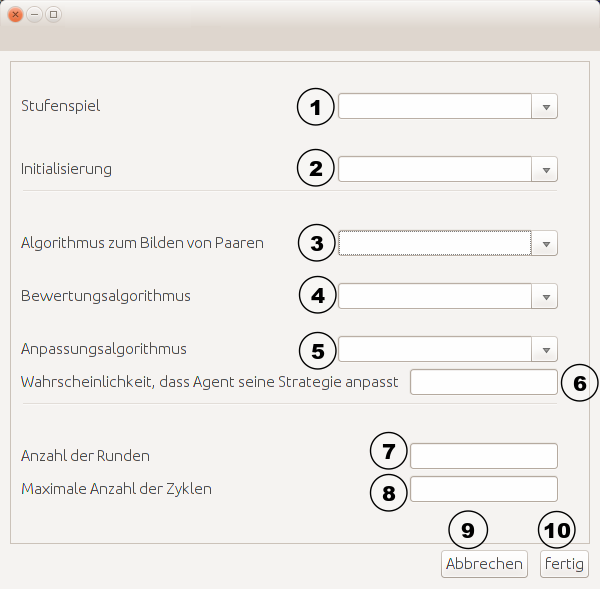 Stufenspiel 1
Initialisierung 2
Algorithmus zum Bilden von Paaren 3
Bewertungsalgorithmus 4
Anpassungsalgorithmus 5
Wahrscheinlichkeit, dass Agent seine Strategie anpasst 6
Anzahl der Runden 7
Maximale Anzahl der Zyklen 8
9 10
Abbrechen fertig